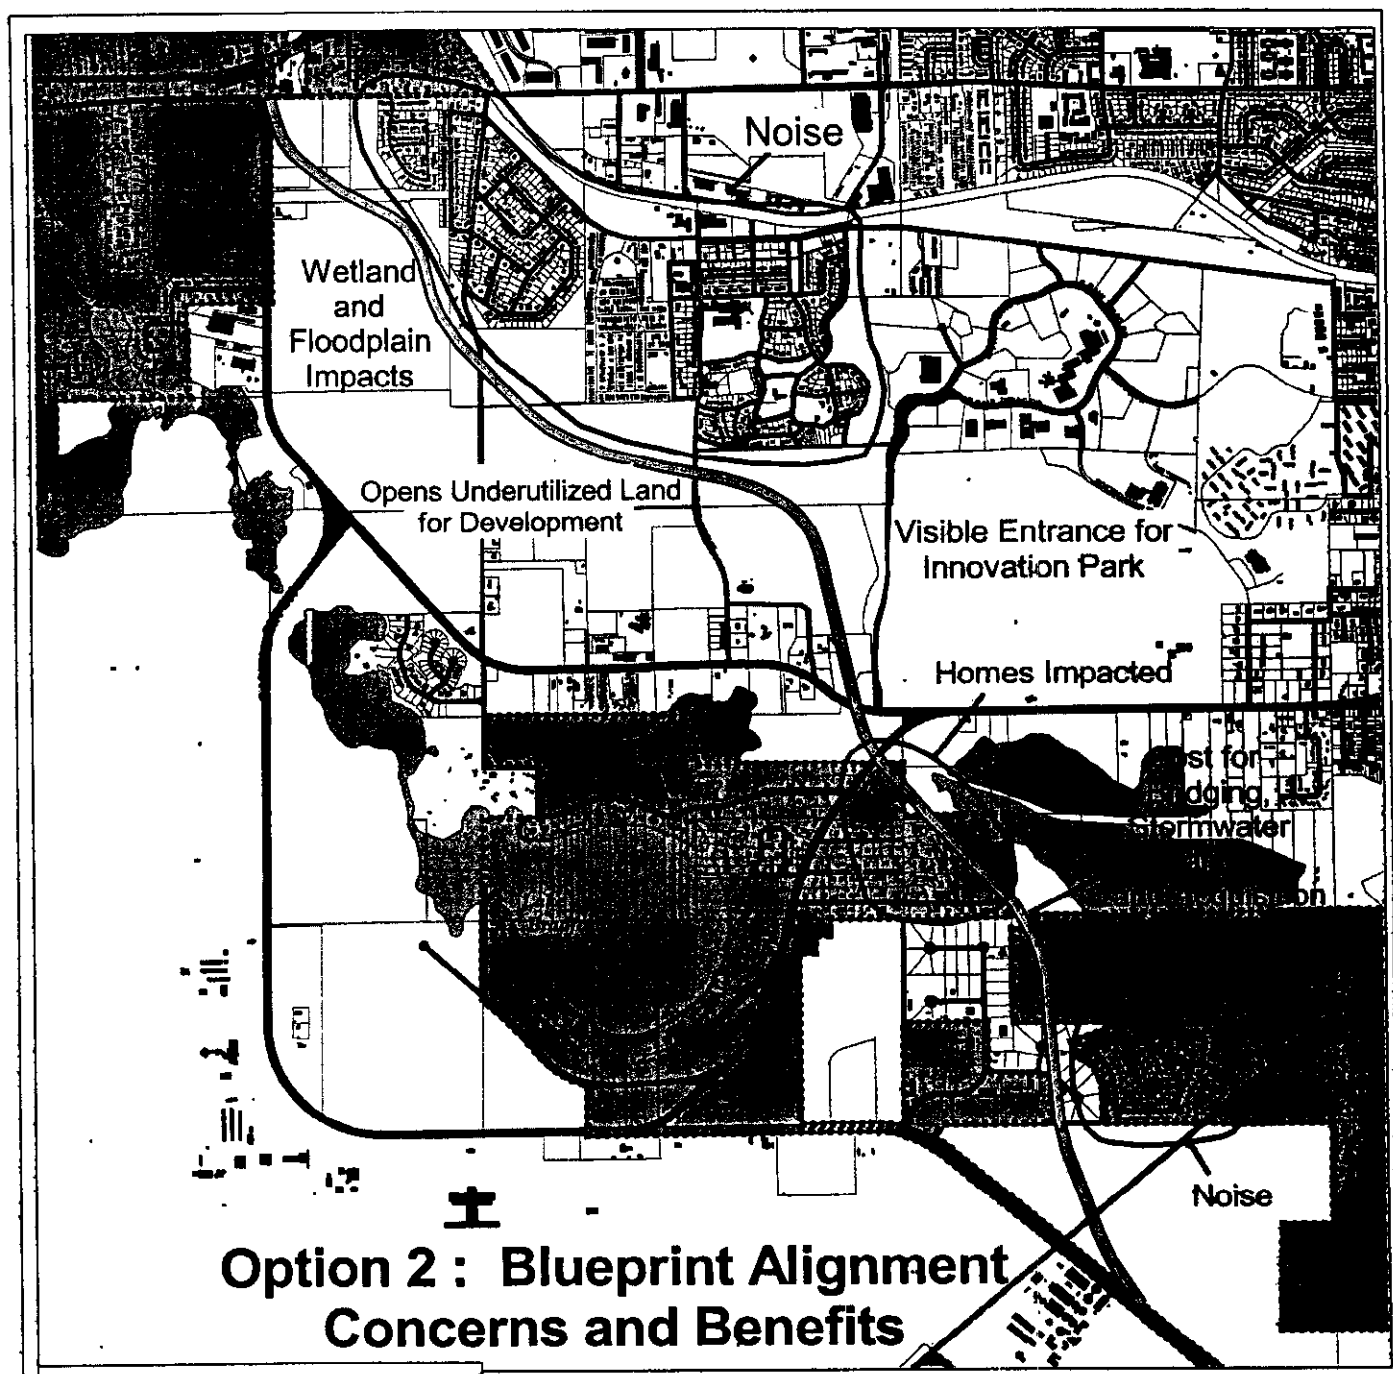 Noise
Wetland
and
Floodplain
Impacts
Opens Underutilized Land
for Development
Visible Entrance for
Innovation Park
Homes Impacted
for
Stormwater
Noise
Option 2 : Blueprint Alignment
Concerns and Benefits